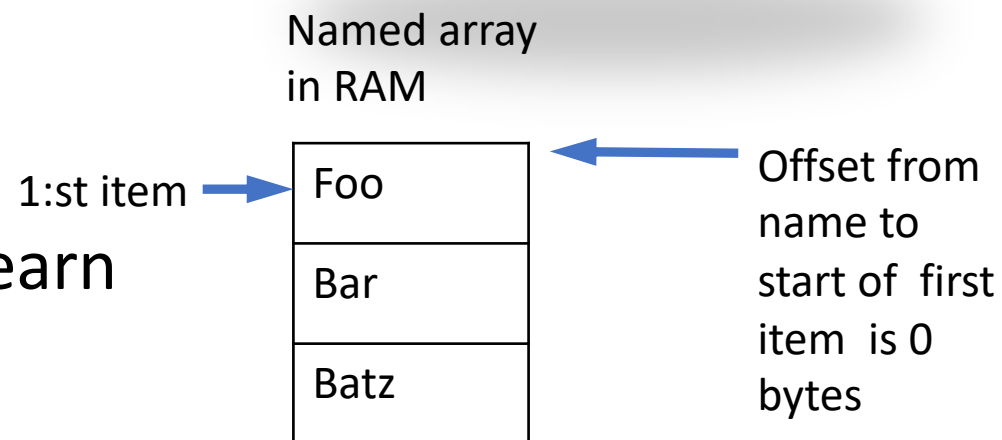 Named array
in RAM
1:st item
Foo
Offset from
name to
start of first
item is 0
bytes
earn
Bar
Batz